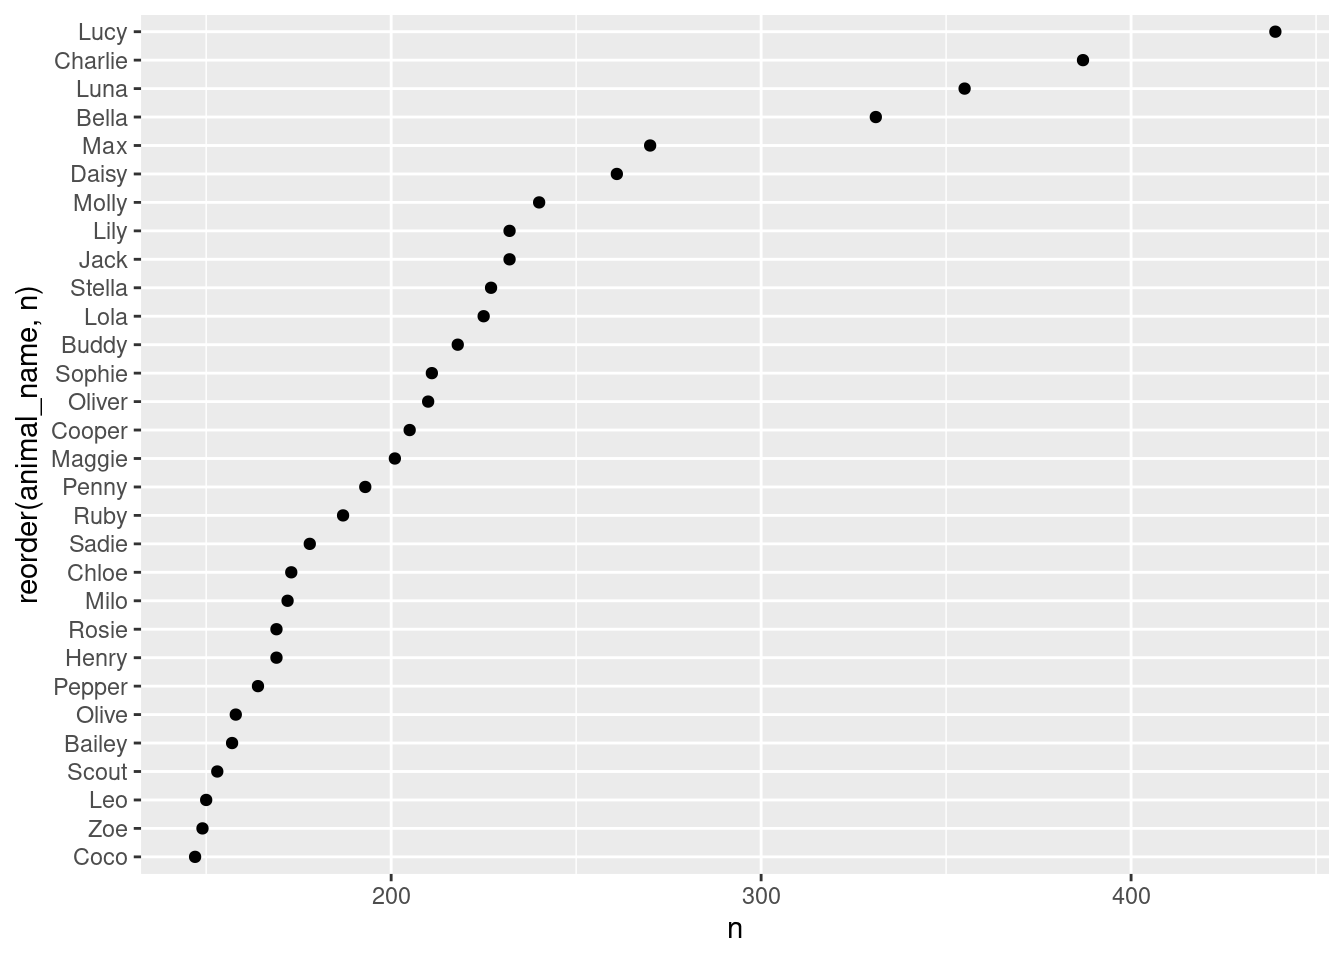 Lucy
Charlie
Luna
Bella
Max
Daisy
Molly
Lily
Jack
Stella
Lola
Buddy
Sophie
Oliver
Cooper
Maggie
Penny
Ruby
Sadie
Chloe
Milo
Rosie
Henry
Pepper
Olive
Bailey
Scout
Leo
Zoe
Coco
reorder(animal_name, n)
200 300 400
n